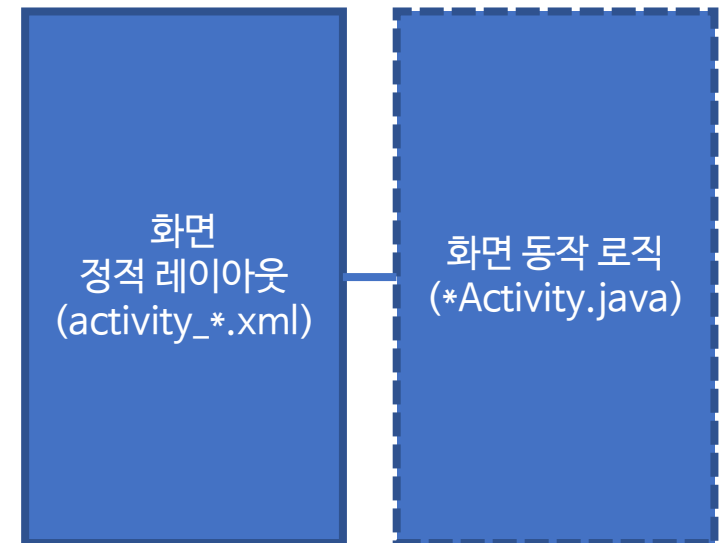 화면
정적 레이아웃
(activity_*.xml)
화면 동작 로직
(*Activity.java)